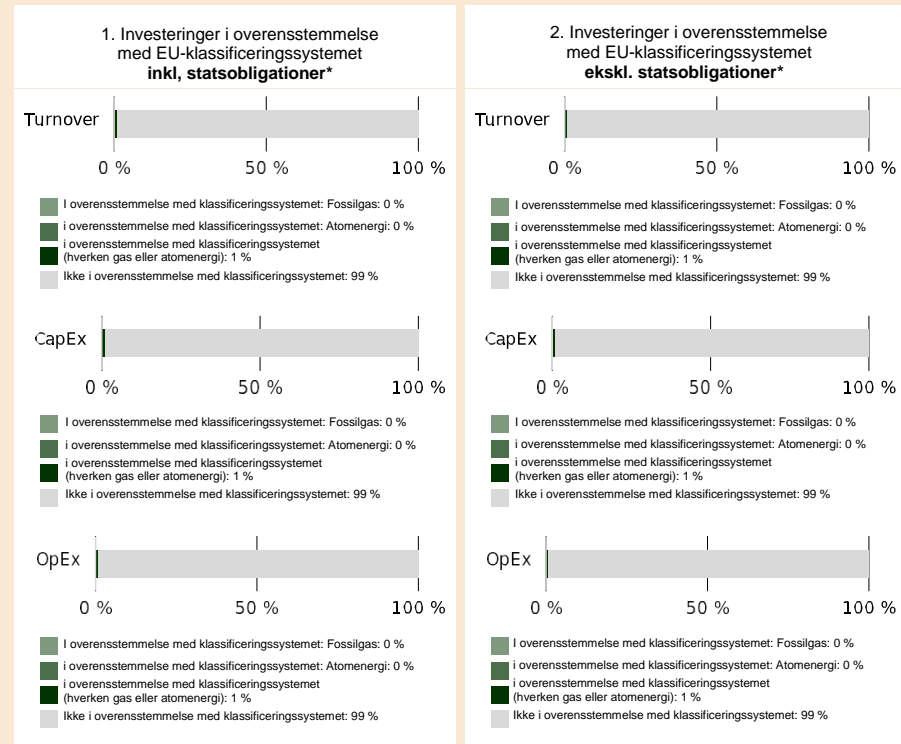 1. Investeringer i overensstemmelse
med EU-klassificeringssystemet
inkl, statsobligationer*
Turnover
0 %
50 %
100 %
I overensstemmelse med klassificeringssystemet: Fossilgas: 0 %
i overensstemmelse med klassificeringssystemet: Atomenergi: 0 %
i overensstemmelse med klassificeringssystemet
(hverken gas eller atomenergi): 1 %
Ikke i overensstemmelse med klassificeringssystemet: 99 %
CapEx
0 %
50 %
100 %
I overensstemmelse med klassificeringssystemet: Fossilgas: 0 %
i overensstemmelse med klassificeringssystemet: Atomenergi: 0 %
i overensstemmelse med klassificeringssystemet
(hverken gas eller atomenergi): 1 %
Ikke i overensstemmelse med klassificeringssystemet: 99 %
OpEx
0 %
50 %
100 %
I overensstemmelse med klassificeringssystemet: Fossilgas: 0 %
i overensstemmelse med klassificeringssystemet: Atomenergi: 0 %
i overensstemmelse med klassificeringssystemet
(hverken gas eller atomenergi): 1 %
Ikke i overensstemmelse med klassificeringssystemet: 99 %
2. Investeringer i overensstemmelse
med EU-klassificeringssystemet
ekskl. statsobligationer*
Turnover
0 %
50 %
100 %
I overensstemmelse med klassificeringssystemet: Fossilgas: 0 %
i overensstemmelse med klassificeringssystemet: Atomenergi: 0 %
i overensstemmelse med klassificeringssystemet
(hverken gas eller atomenergi): 1 %
Ikke i overensstemmelse med klassificeringssystemet: 99 %
CapEx
0 %
50 %
100 %
I overensstemmelse med klassificeringssystemet: Fossilgas: 0 %
i overensstemmelse med klassificeringssystemet: Atomenergi: 0 %
i overensstemmelse med klassificeringssystemet
(hverken gas eller atomenergi): 1 %
Ikke i overensstemmelse med klassificeringssystemet: 99 %
OpEx
0 %
50 %
100 %
I overensstemmelse med klassificeringssystemet: Fossilgas: 0 %
i overensstemmelse med klassificeringssystemet: Atomenergi: 0 %
i overensstemmelse med klassificeringssystemet
(hverken gas eller atomenergi): 1 %
Ikke i overensstemmelse med klassificeringssystemet: 99 %